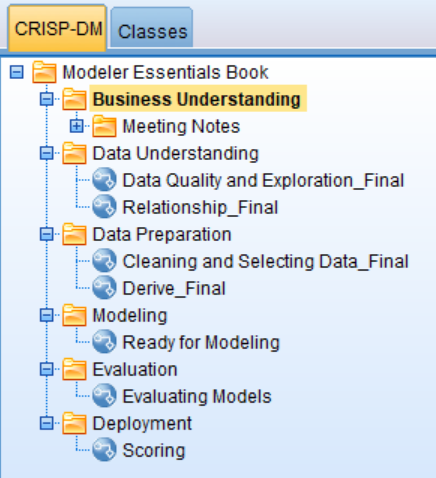 CRISP-DM Classes
Modeler Essentials Book
Business Understanding
Meeting Notes
Data Understanding
Data Quality and Exploration_Final
Relationship_Final
Data Preparation
Cleaning and Selecting Data_Final
Derive_Final
Modeling
Ready for Modeling
Evaluation
Evaluating Models
Deployment
Scoring